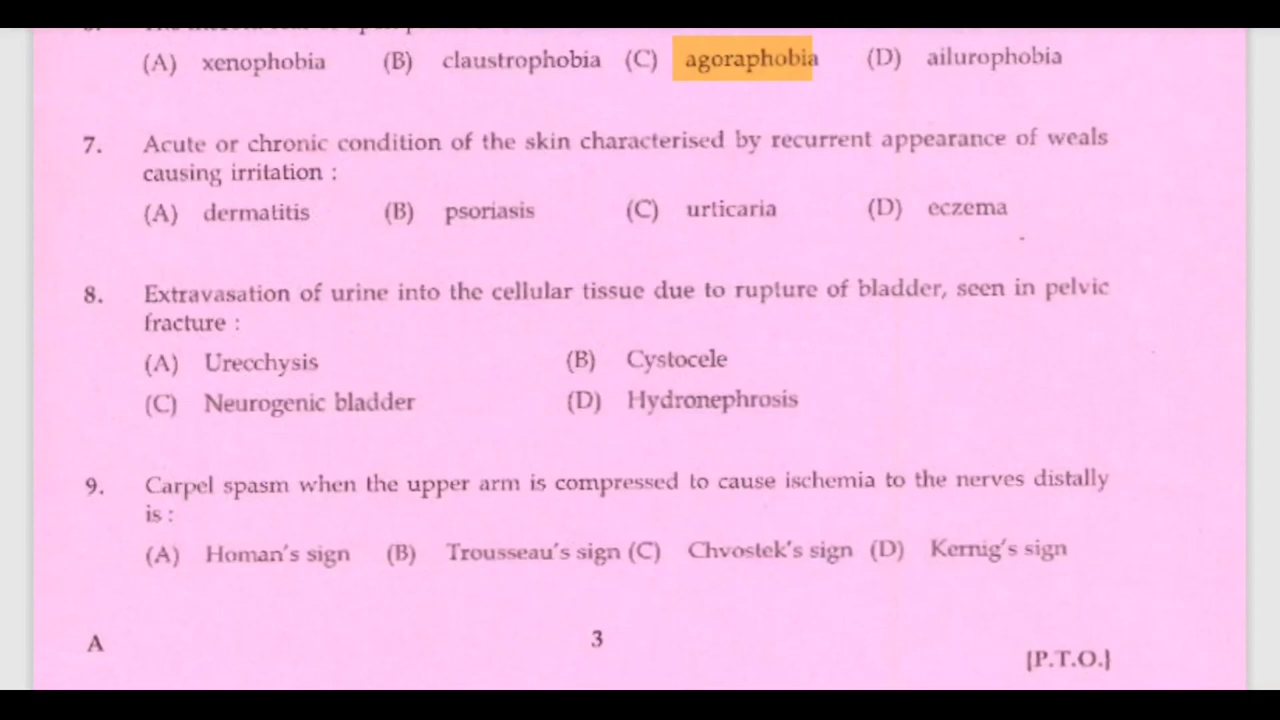 (A) xenophobia (B) claustrophobia (C) agoraphobia (D) ailurophobia
7. Acute or chronic condition of the skin characterised by recurrent appearance of weals
causing irritation :
(A) dermatitis (B) psoriasis (C) urticaria (D) eczema
8. Extravasation of urine into the cellular tissue due to rupture of bladder, seen in pelvic
fracture :
(A) Urecchysis (B) Cystocele
(C) Neurogenic bladder (D) Hydronephrosis
9. Carpel spasm when the upper arm is compressed to cause ischemia to the nerves distally
is :
(A) Homan's sign (B) Trousseau's sign (C) Chvostek's sign (D) Kernig's sign
A 3
[P.T.O.]